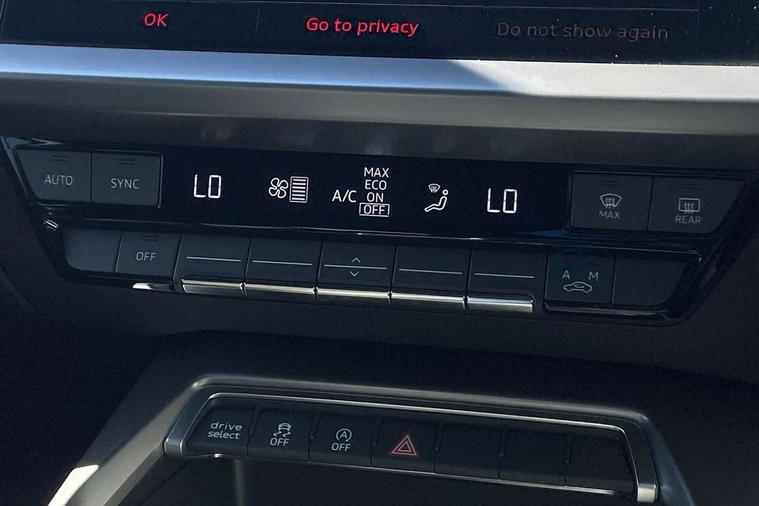 OK Go to privacy Do not show again
AUTO SYNC LO A/C MAX ECO ON OFF LO MAX REAR
OFF A M
drive select OFF A OFF